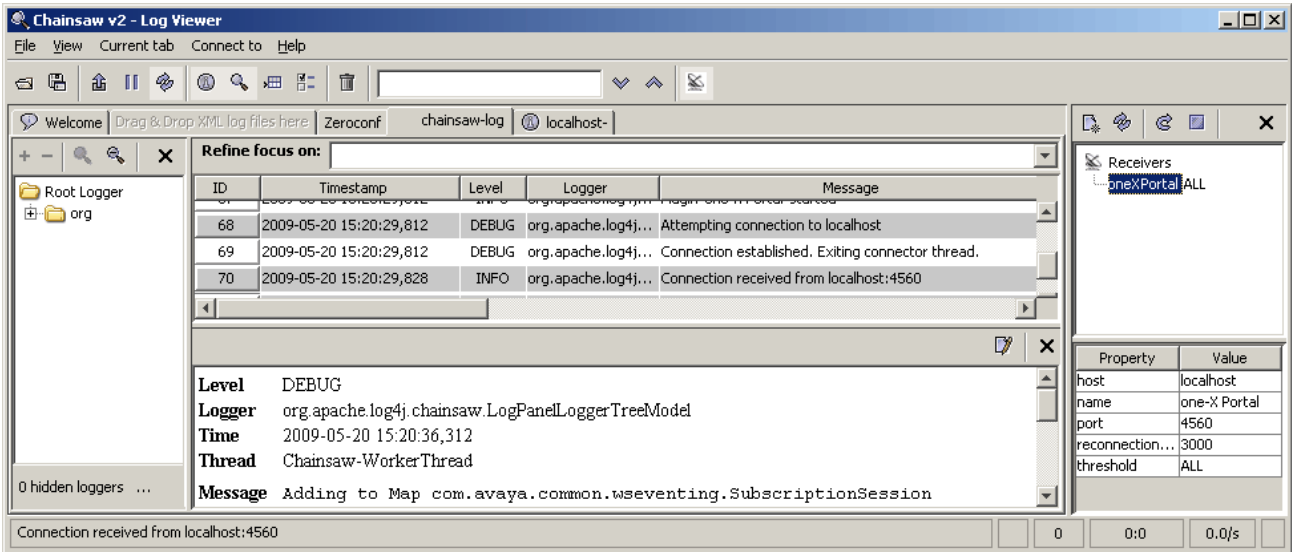 Chainsaw v2 - Log Viewer
File View Current tab Connect to Help
Welcome Drag & Drop XML log files here Zeroconf chainsaw-log localhost-
Refine focus on:
Root Logger
org
0 hidden loggers ...
ID Timestamp Level Logger Message
68 2009-05-20 15:20:29,812 DEBUG org.apache.log4j... Attempting connection to localhost
69 2009-05-20 15:20:29,812 DEBUG org.apache.log4j... Connection established. Exiting connector thread.
70 2009-05-20 15:20:29,828 INFO org.apache.log4j... Connection received from localhost:4560
Level DEBUG
Logger org.apache.log4j.chainsaw.LogPanelLoggerTreeModel
Time 2009-05-20 15:20:36,312
Thread Chainsaw-WorkerThread
Message Adding to Map com.avaya.common.wseventing.SubscriptionSession
Receivers
oneXPortal ALL
Property Value
host localhost
name one-X Portal
port 4560
reconnection... 3000
threshold ALL
Connection received from localhost:4560 0 0:0 0.0/s